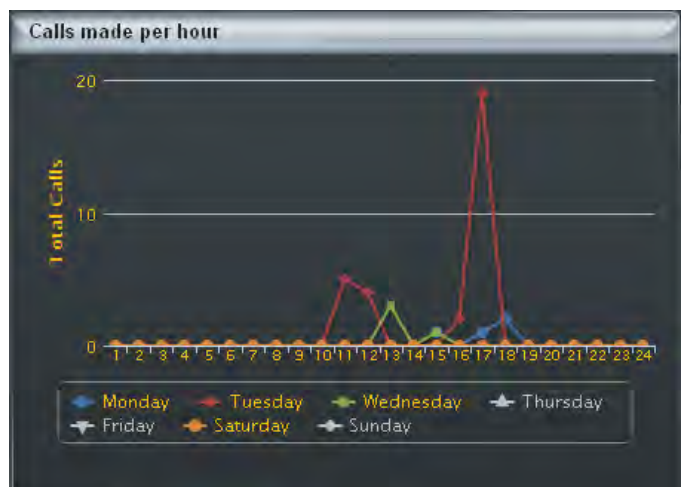 Calls made per hour
20
Total Calls
10
0
1 2 3 4 5 6 7 8 9 10 11 12 13 14 15 16 17 18 19 20 21 22 23 24
Monday Tuesday Wednesday Thursday
Friday Saturday Sunday